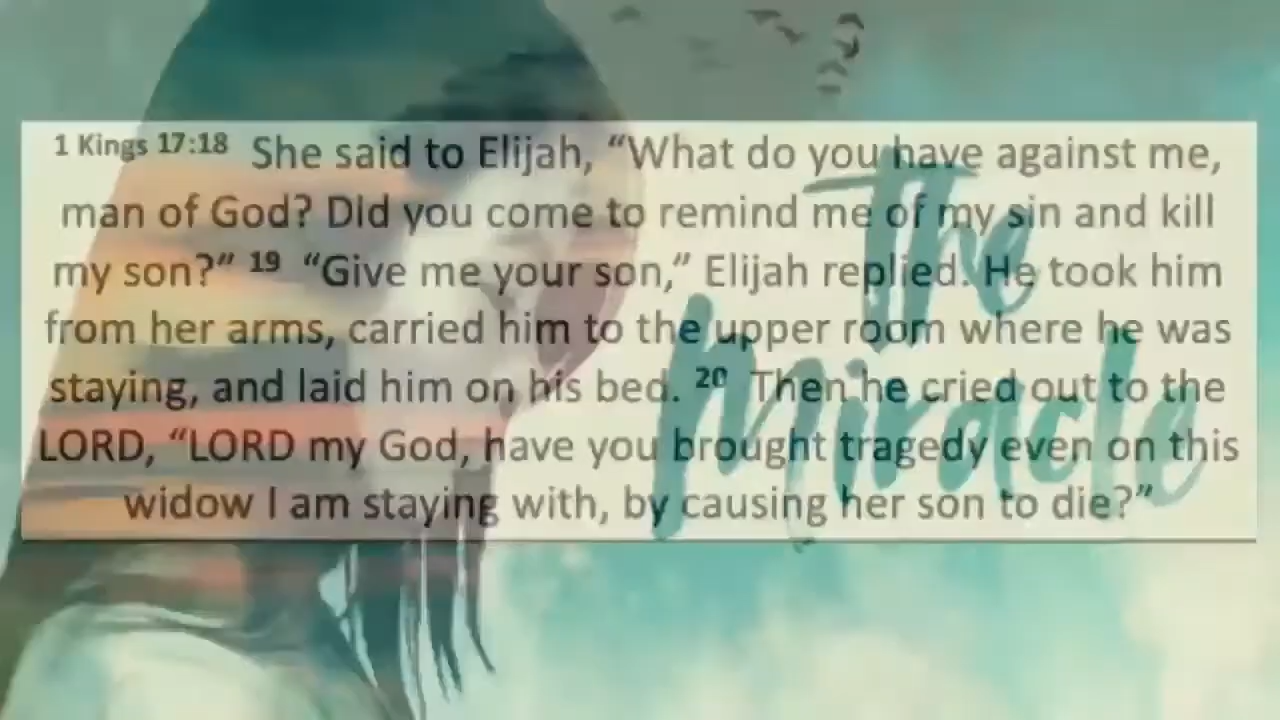 1 Kings 17:18 She said to Elijah, “What do you have against me,
man of God? Did you come to remind me of my sin and kill
my son?” 19 “Give me your son,” Elijah replied. He took him
from her arms, carried him to the upper room where he was
staying, and laid him on his bed. 20 Then he cried out to the
LORD, “LORD my God, have you brought tragedy even on this
widow I am staying with, by causing her son to die?”
The
Miracle